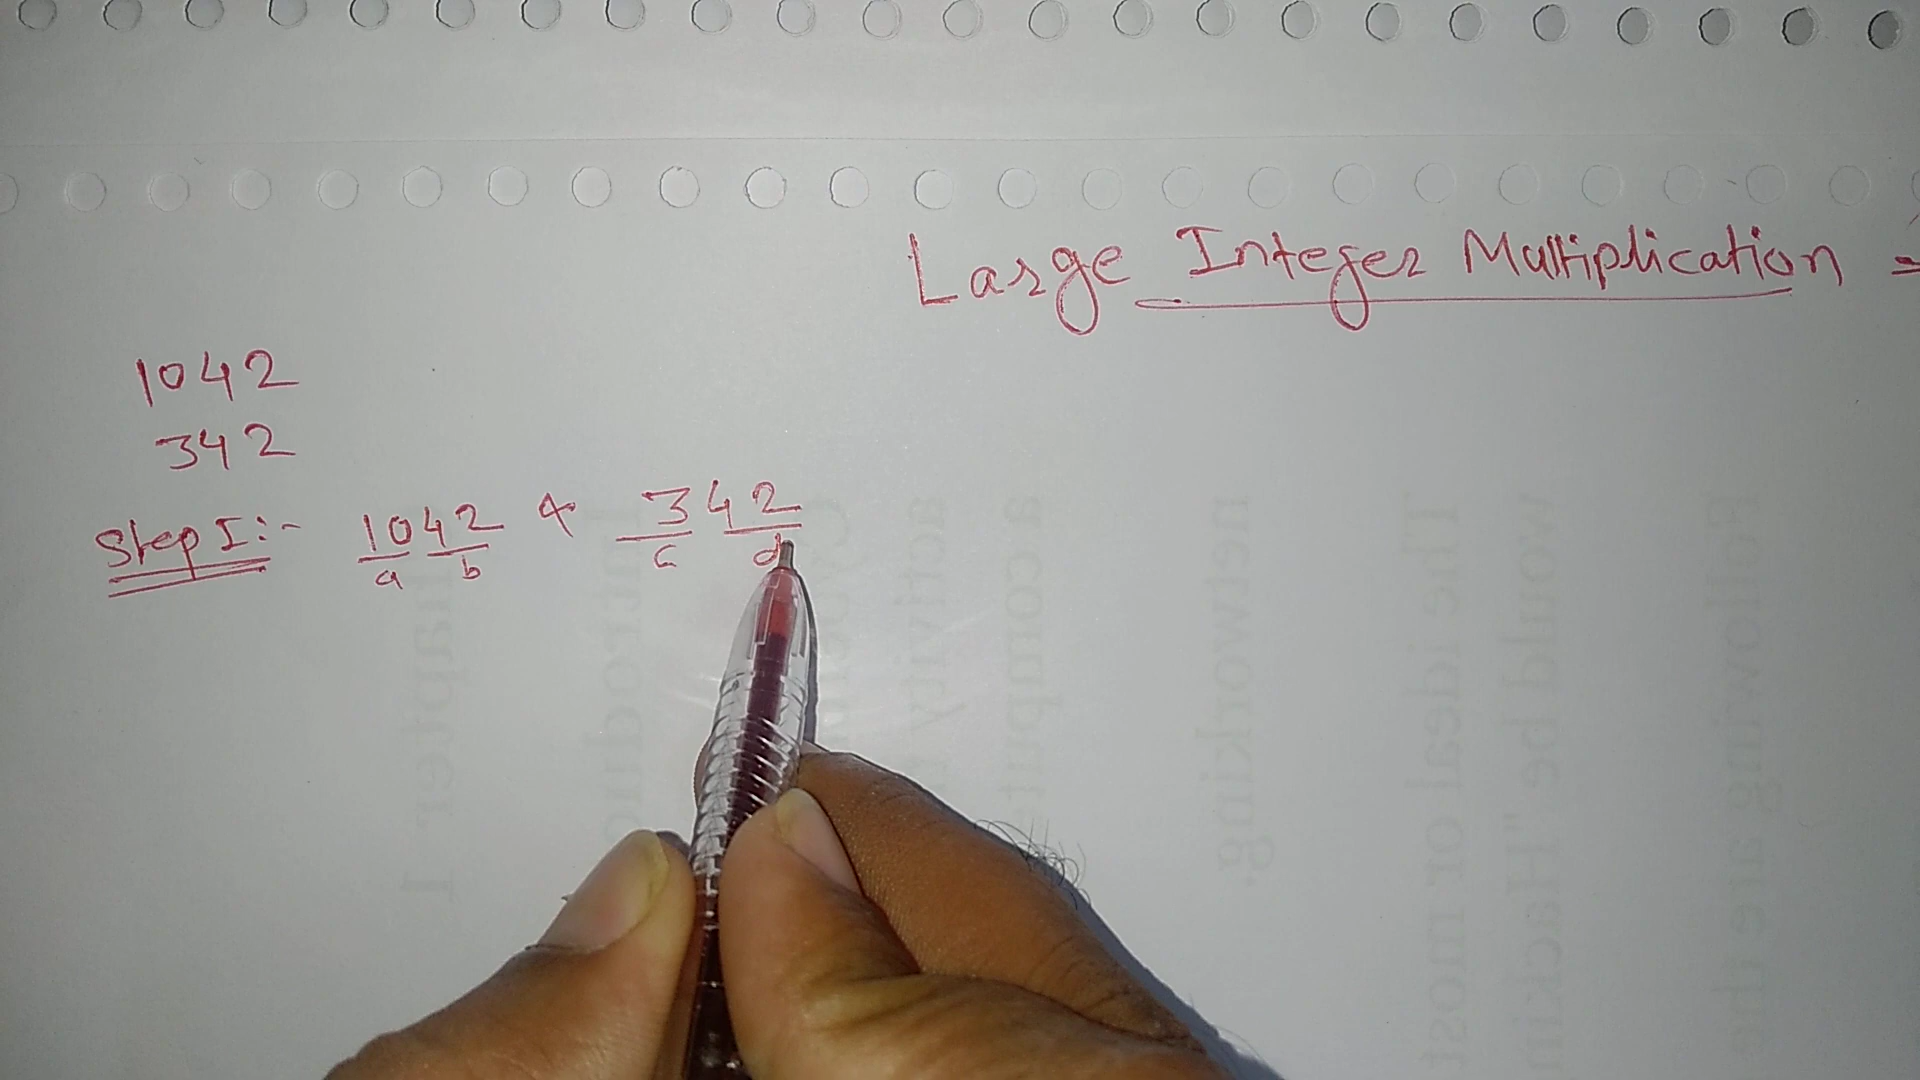 Large Integer Multiplication
1042
342
Step I:- 1042 & 342
a b c d